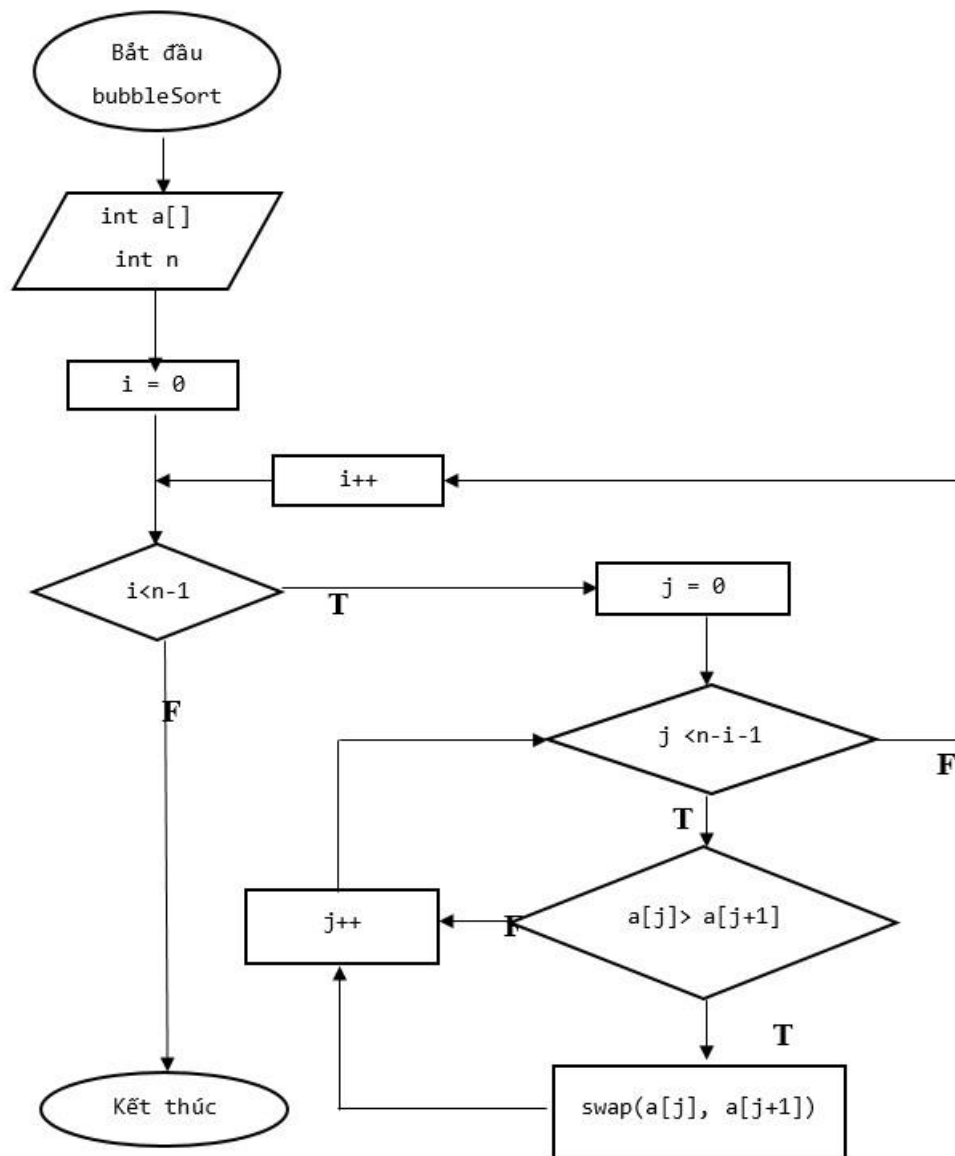 Bắt đầu
bubbleSort
int a[]
int n
i = 0
i++
i<n-1
T
j = 0
F
j <n-i-1
F
T
a[j]> a[j+1]
F
j++
T
swap(a[j], a[j+1])
Kết thúc